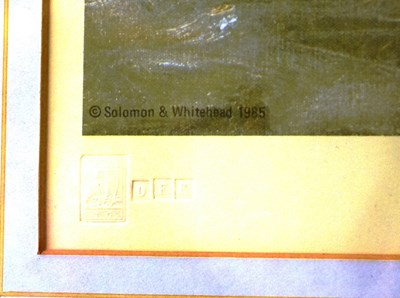 © Solomon & Whitehead 1985